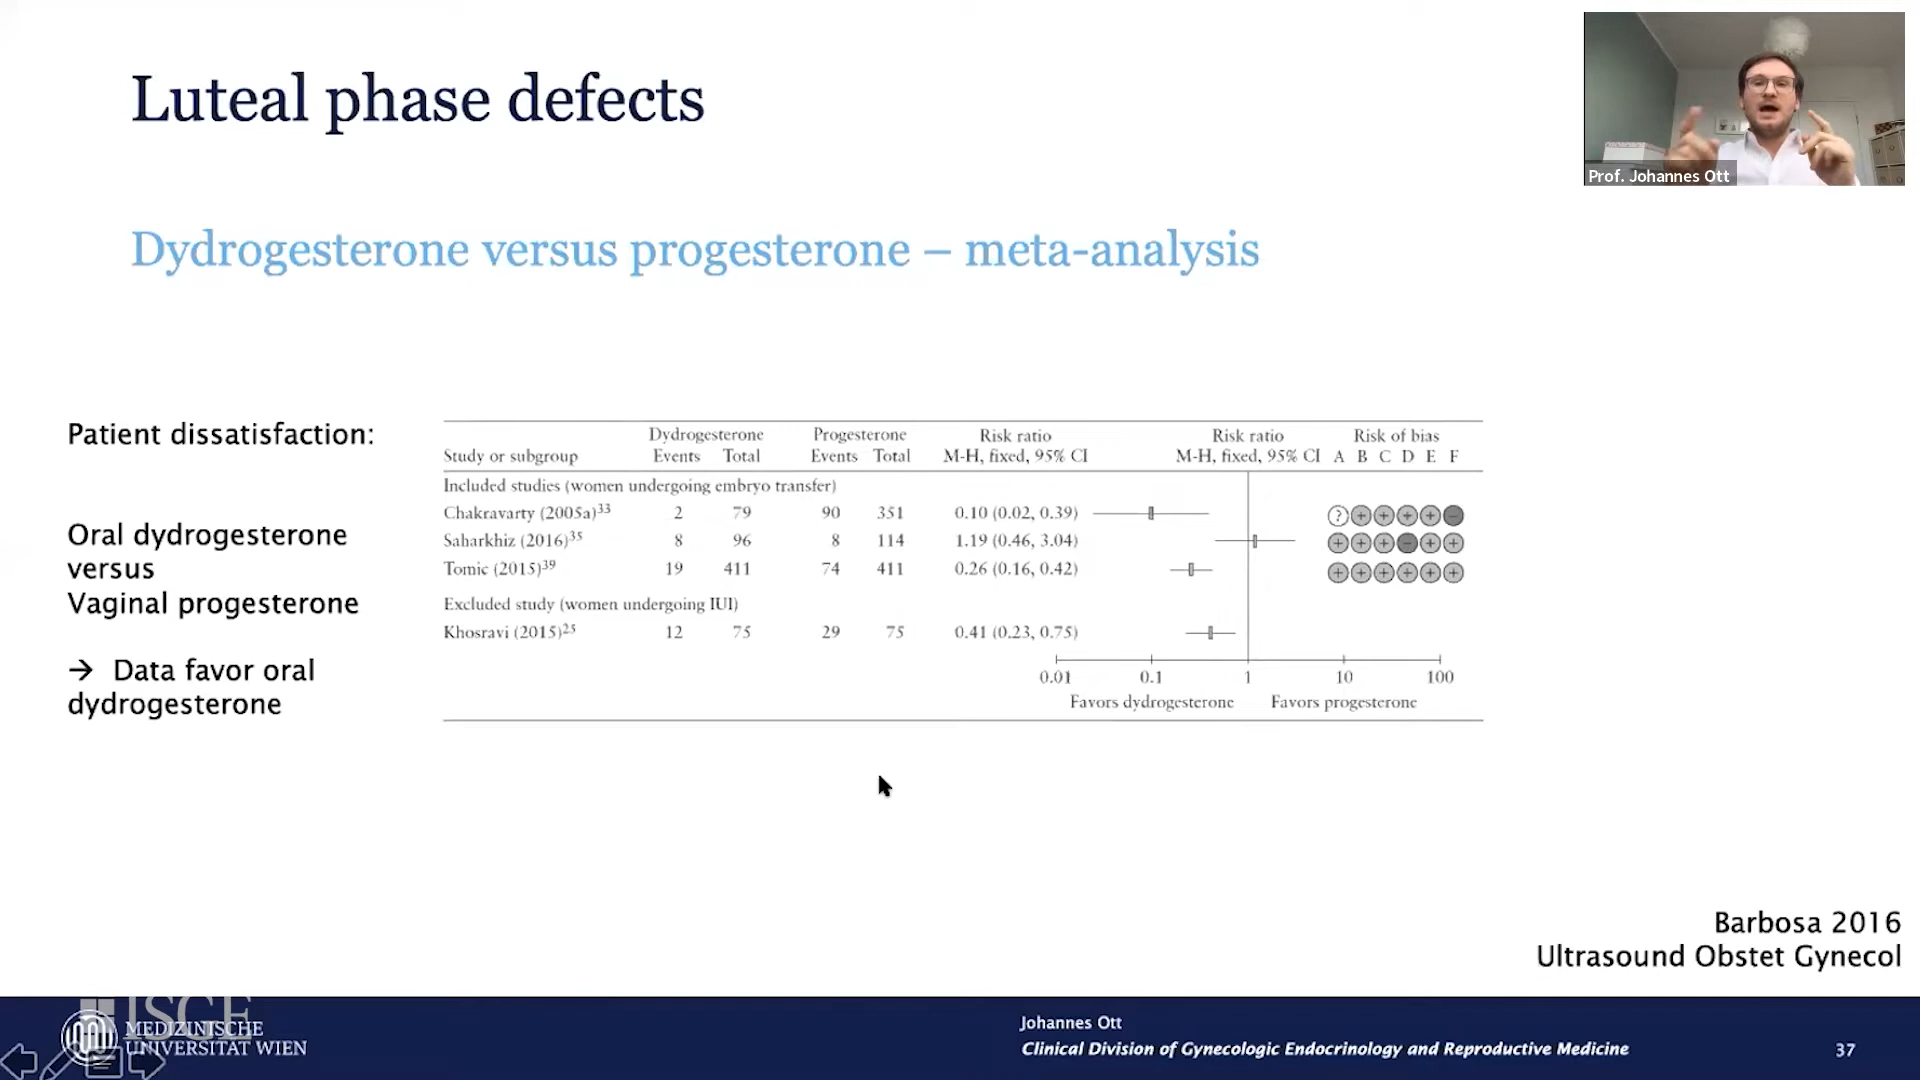 Luteal phase defects
Prof. Johannes Ott
Dydrogesterone versus progesterone – meta-analysis
Patient dissatisfaction:
Oral dydrogesterone
versus
Vaginal progesterone
→ Data favor oral
dydrogesterone
Dydrogesterone Progesterone Risk ratio Risk ratio Risk of bias
Study or subgroup Events Total Events Total M-H, fixed, 95% CI M-H, fixed, 95% CI A B C D E F
Included studies (women undergoing embryo transfer)
Chakravarty (2005a)33 2 79 90 351 0.10 (0.02, 0.39) ? + + + + −
Saharkhiz (2016)35 8 96 8 114 1.19 (0.46, 3.04) + + + − + +
Tomic (2015)39 19 411 74 411 0.26 (0.16, 0.42) + + + + + +
Excluded study (women undergoing IUI)
Khosravi (2015)25 12 75 29 75 0.41 (0.23, 0.75)
0.01 0.1 1 10 100
Favors dydrogesterone Favors progesterone
Barbosa 2016
Ultrasound Obstet Gynecol
ISGE
MEDIZINISCHE
UNIVERSITÄT WIEN
Johannes Ott
Clinical Division of Gynecologic Endocrinology and Reproductive Medicine
37